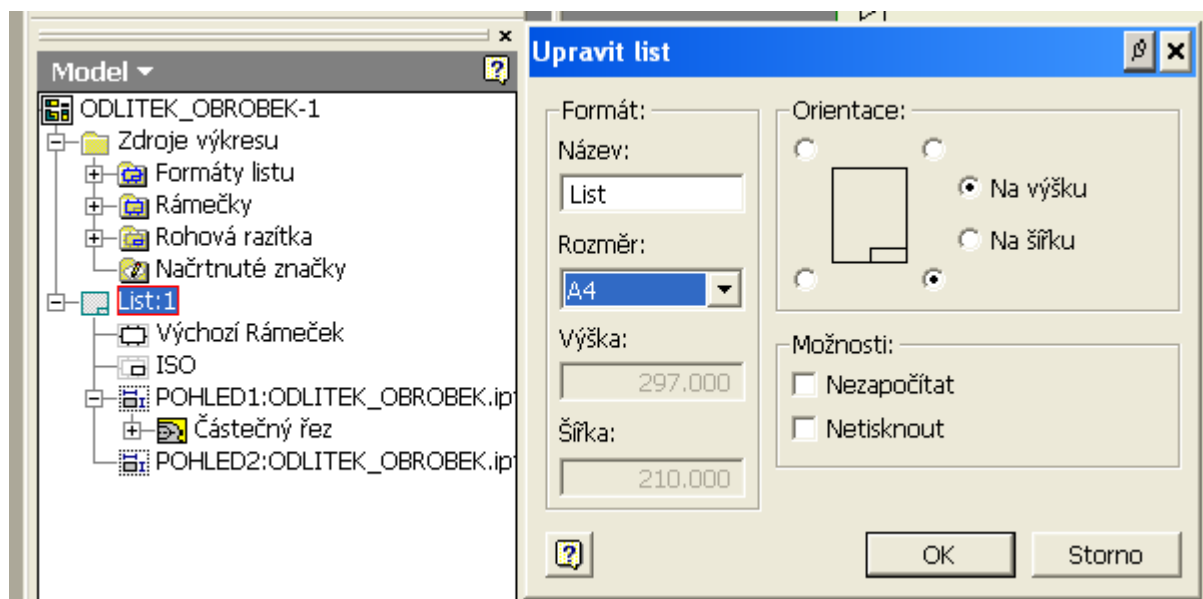 Model
ODLITEK_OBROBEK-1
Zdroje výkresu
Formáty listu
Rámečky
Rohová razítka
Načrtnuté značky
List:1
Výchozí Rámeček
ISO
POHLED1:ODLITEK_OBROBEK.ip
Částečný řez
POHLED2:ODLITEK_OBROBEK.ip
Upravit list
Formát:
Název:
List
Rozměr:
A4
Výška:
297.000
Šířka:
210.000
Orientace:
Na výšku
Na šířku
Možnosti:
Nezapočítat
Netisknout
OK
Storno